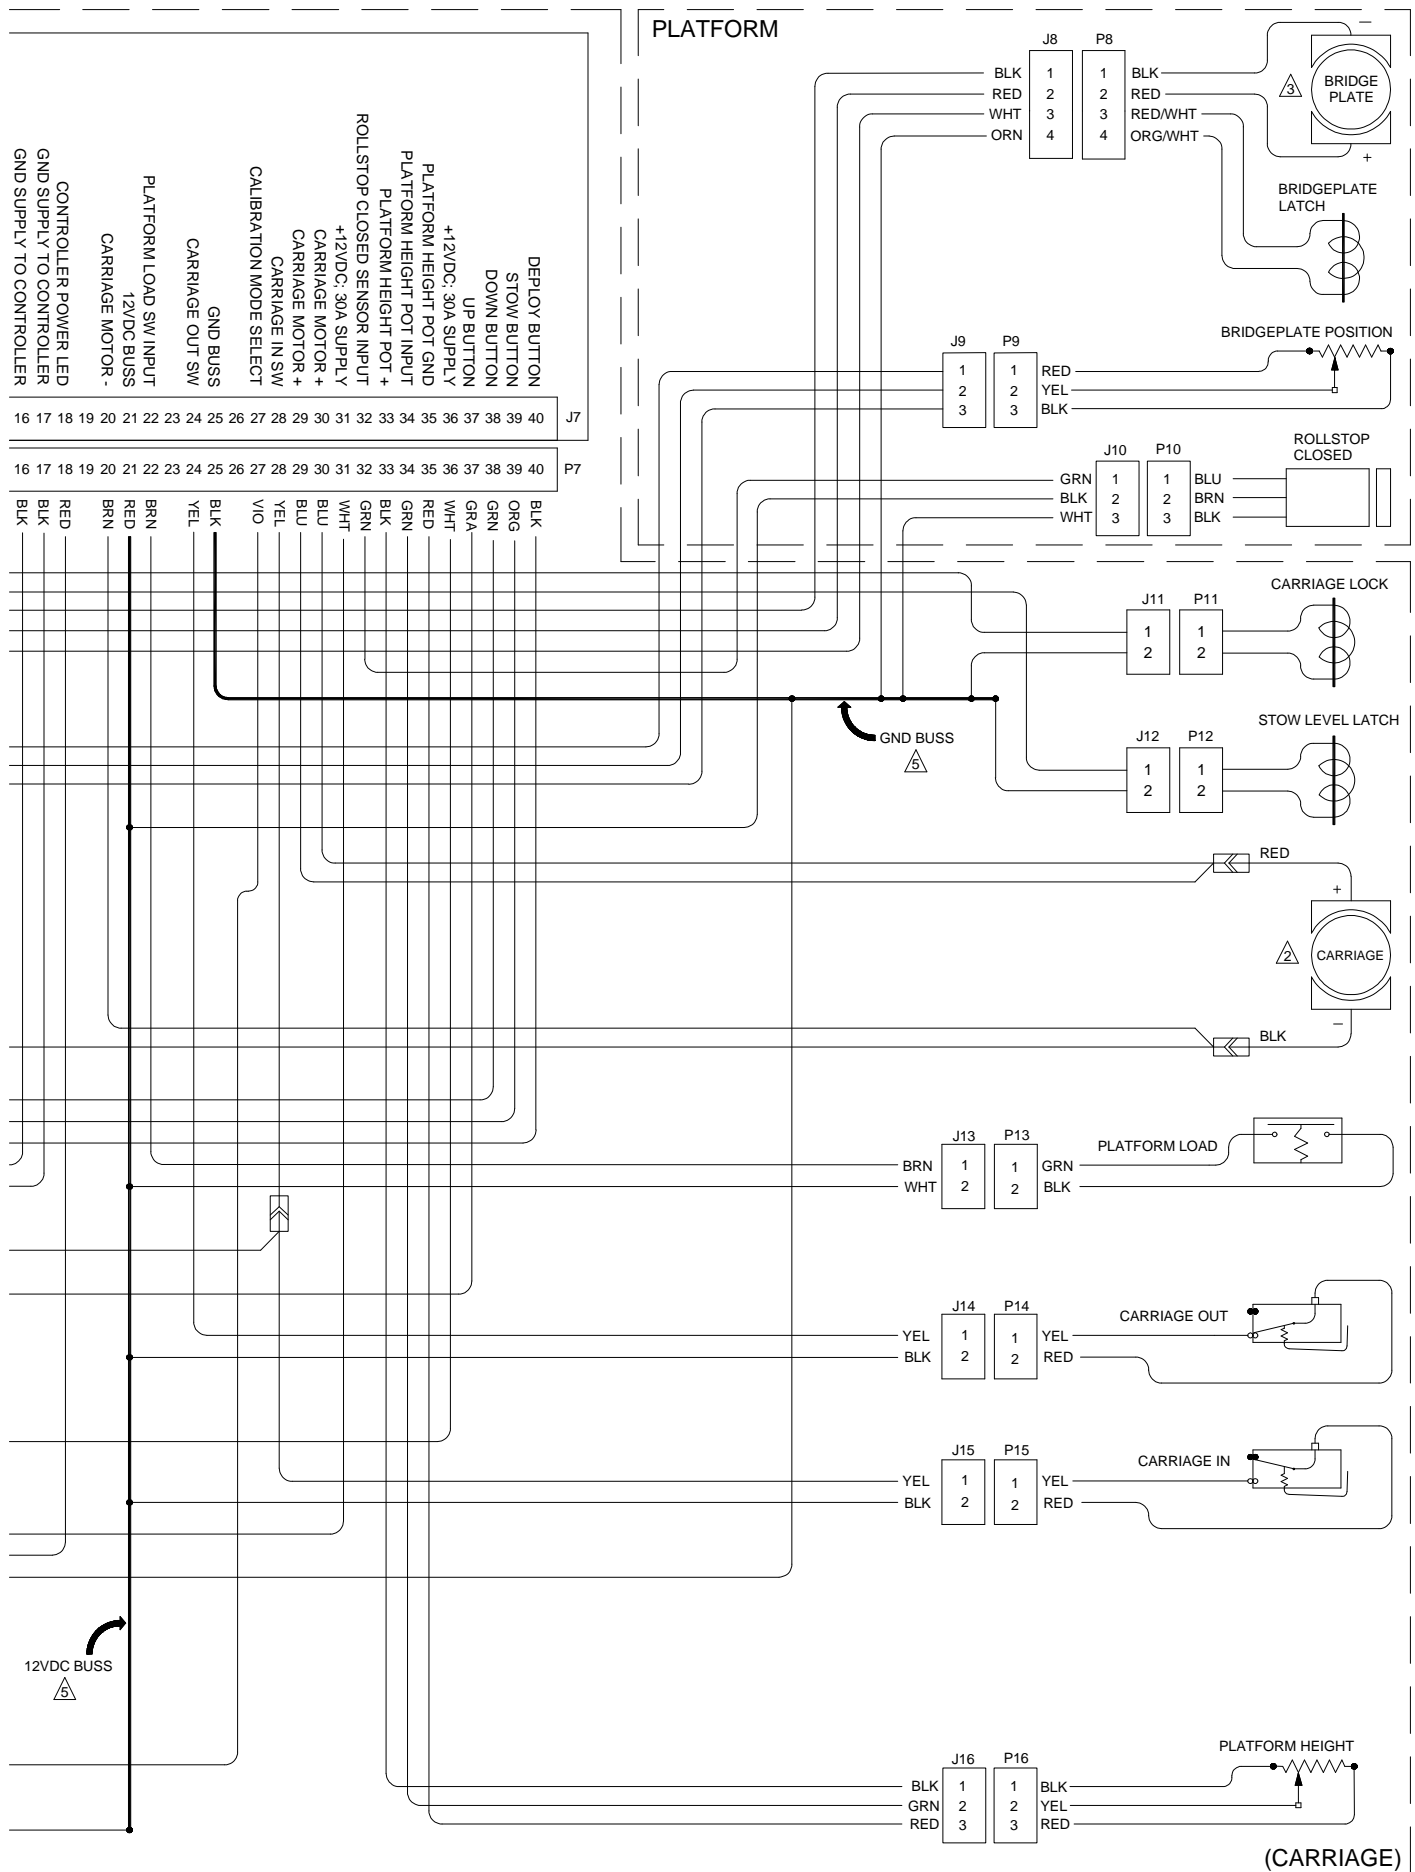 PLATFORM
J8 P8
BLK 1 1 BLK
RED 2 2 RED
WHT 3 3 RED/WHT
ORN 4 4 ORG/WHT
3
BRIDGE
PLATE
–
+
BRIDGEPLATE
LATCH
BRIDGEPLATE POSITION
J9 P9
1 1 RED
2 2 YEL
3 3 BLK
ROLLSTOP
CLOSED
J10 P10
GRN 1 1 BLU
BLK 2 2 BRN
WHT 3 3 BLK
GND SUPPLY TO CONTROLLER
GND SUPPLY TO CONTROLLER
CONTROLLER POWER LED
CARRIAGE MOTOR -
12VDC BUSS
PLATFORM LOAD SW INPUT
CARRIAGE OUT SW
GND BUSS
CALIBRATION MODE SELECT
CARRIAGE IN SW
CARRIAGE MOTOR +
CARRIAGE MOTOR +
+12VDC; 30A SUPPLY
ROLLSTOP CLOSED SENSOR INPUT
PLATFORM HEIGHT POT +
PLATFORM HEIGHT POT INPUT
PLATFORM HEIGHT POT GND
+12VDC; 30A SUPPLY
UP BUTTON
DOWN BUTTON
STOW BUTTON
DEPLOY BUTTON
16 17 18 19 20 21 22 23 24 25 26 27 28 29 30 31 32 33 34 35 36 37 38 39 40 J7
16 17 18 19 20 21 22 23 24 25 26 27 28 29 30 31 32 33 34 35 36 37 38 39 40 P7
BLK BLK RED BRN RED BRN YEL BLK VIO YEL BLU BLU WHT GRN BLK GRN RED WHT GRA GRN ORG BLK
CARRIAGE LOCK
J11 P11
1 1
2 2
GND BUSS
5
STOW LEVEL LATCH
J12 P12
1 1
2 2
RED
+
2
CARRIAGE
–
BLK
PLATFORM LOAD
J13 P13
BRN 1 1 GRN
WHT 2 2 BLK
CARRIAGE OUT
J14 P14
YEL 1 1 YEL
BLK 2 2 RED
CARRIAGE IN
J15 P15
YEL 1 1 YEL
BLK 2 2 RED
12VDC BUSS
5
PLATFORM HEIGHT
J16 P16
BLK 1 1 BLK
GRN 2 2 YEL
RED 3 3 RED
(CARRIAGE)